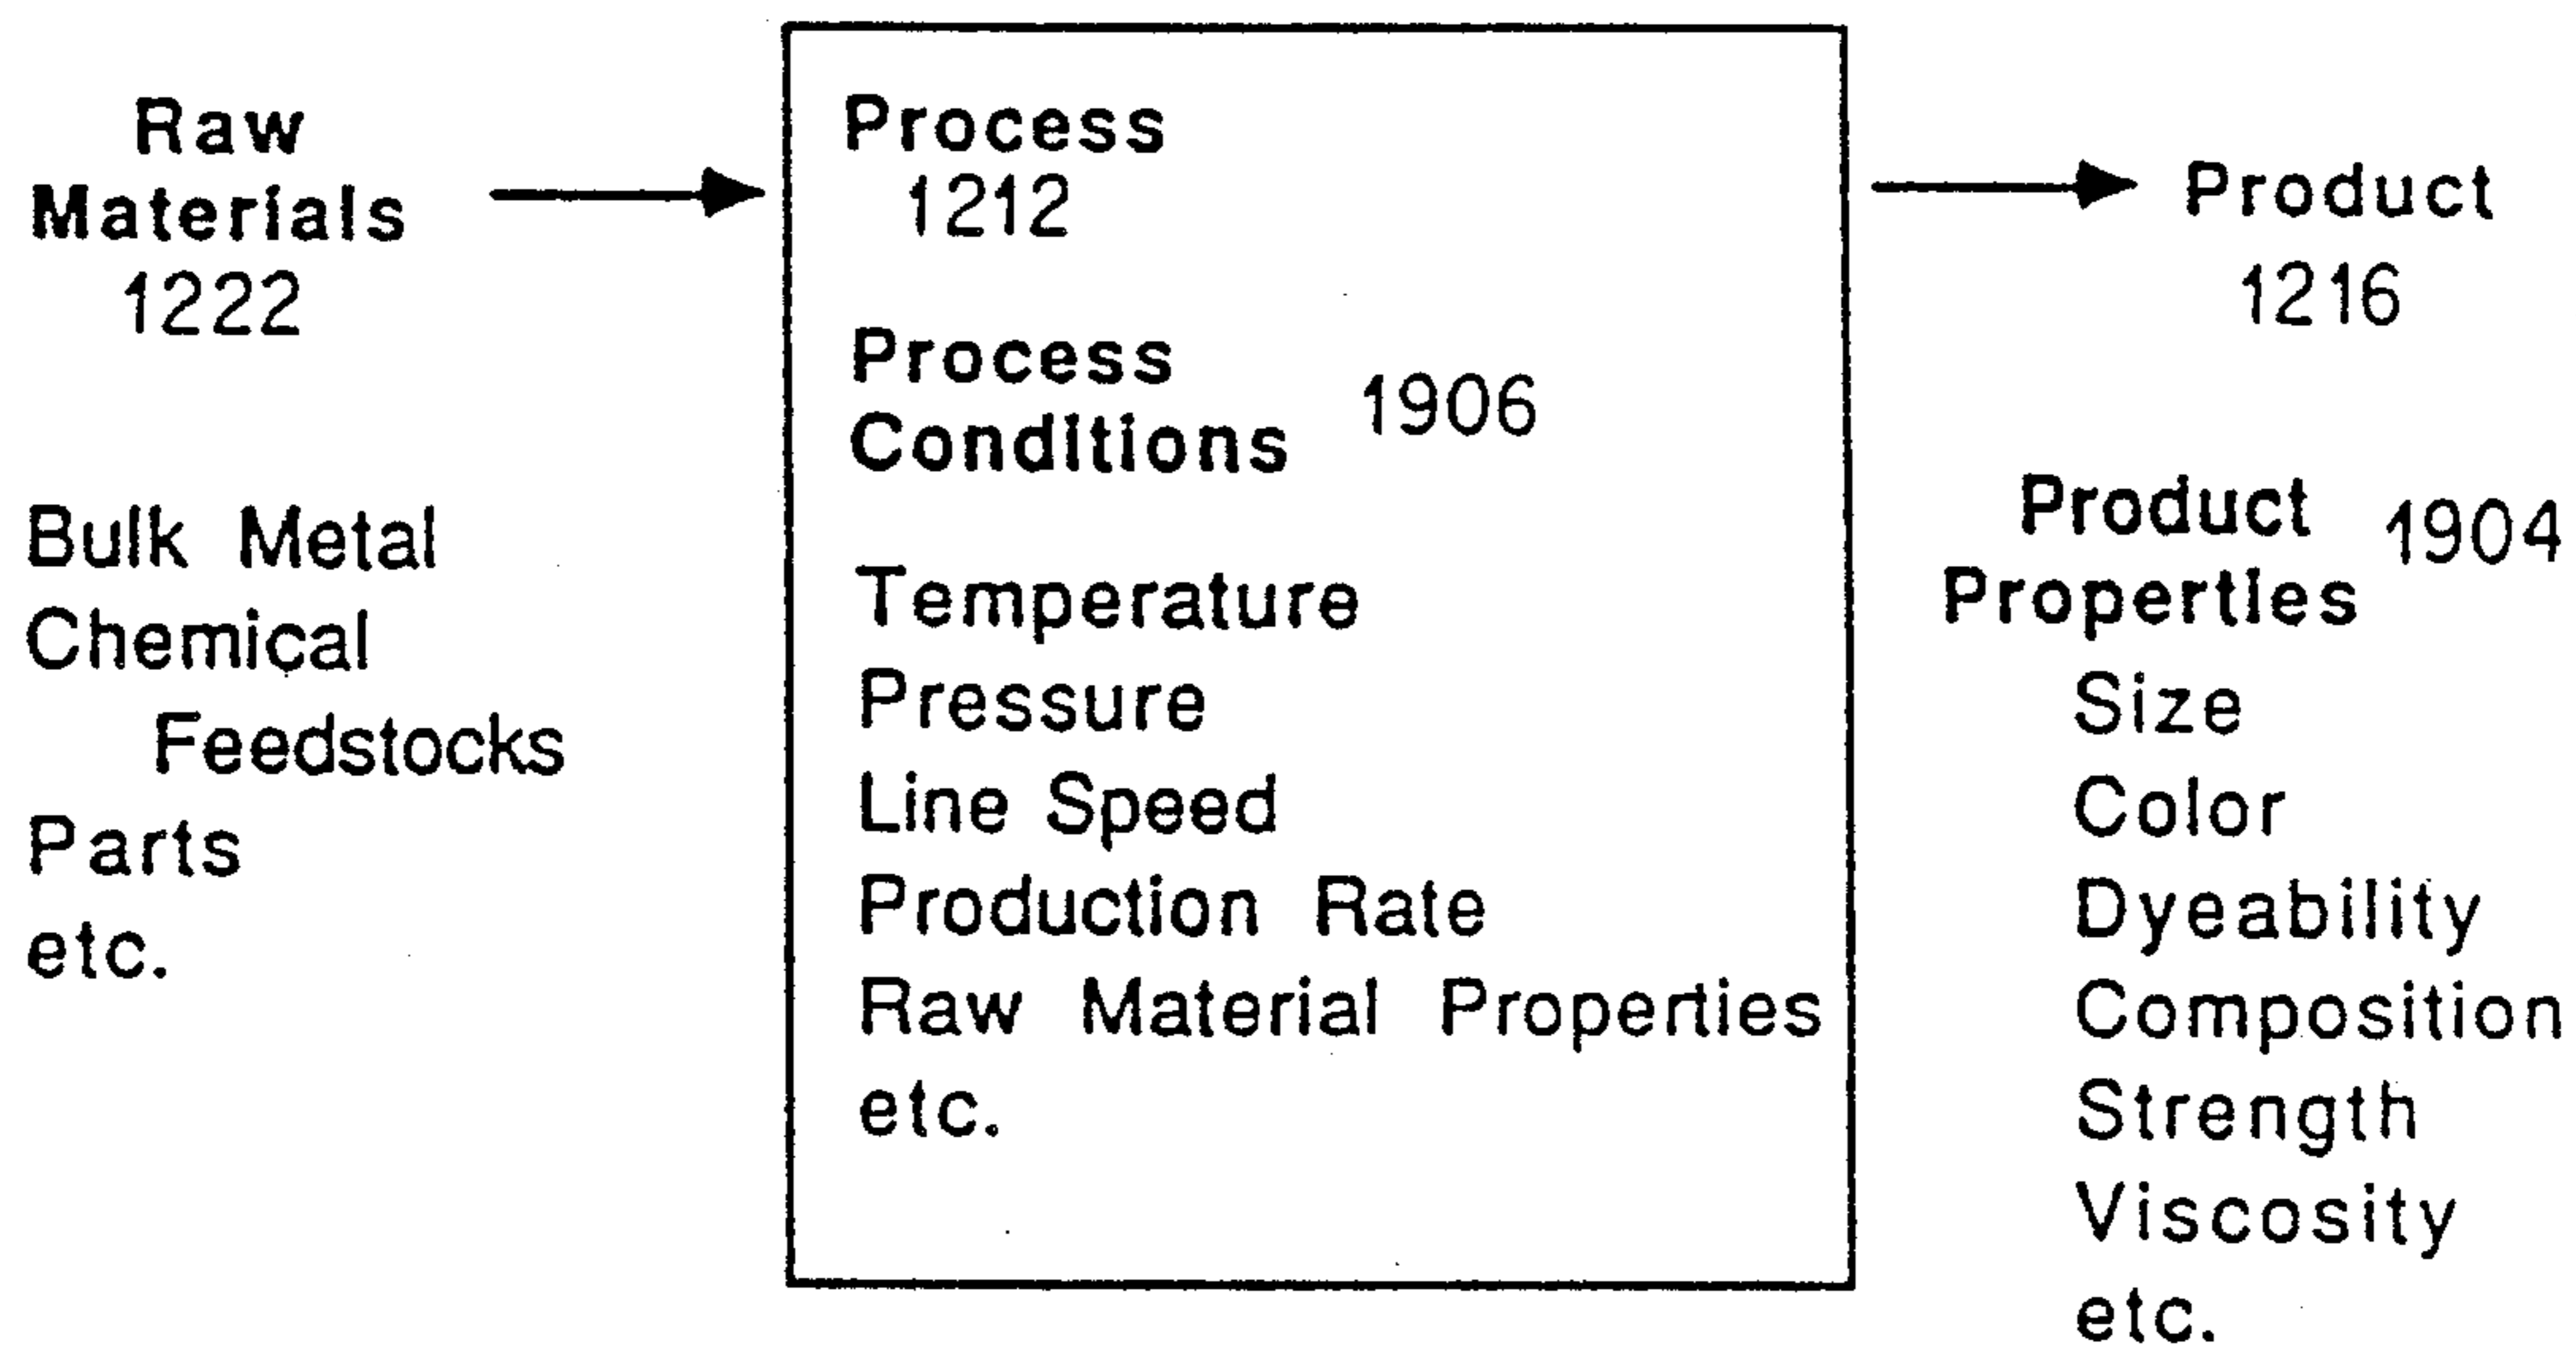 Raw
Materials
1222
Bulk Metal
Chemical
Feedstocks
Parts
etc.
Process
1212
Process
Conditions 1906
Temperature
Pressure
Line Speed
Production Rate
Raw Material Properties
etc.
Product
1216
Product 1904
Properties
Size
Color
Dyeability
Composition
Strength
Viscosity
etc.